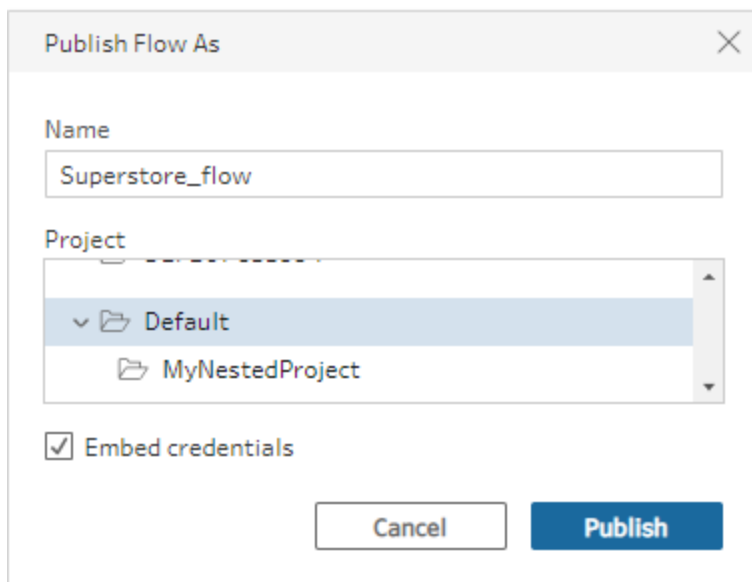 Publish Flow As
Name
Superstore_flow
Project
Default
MyNestedProject
Embed credentials
Cancel
Publish